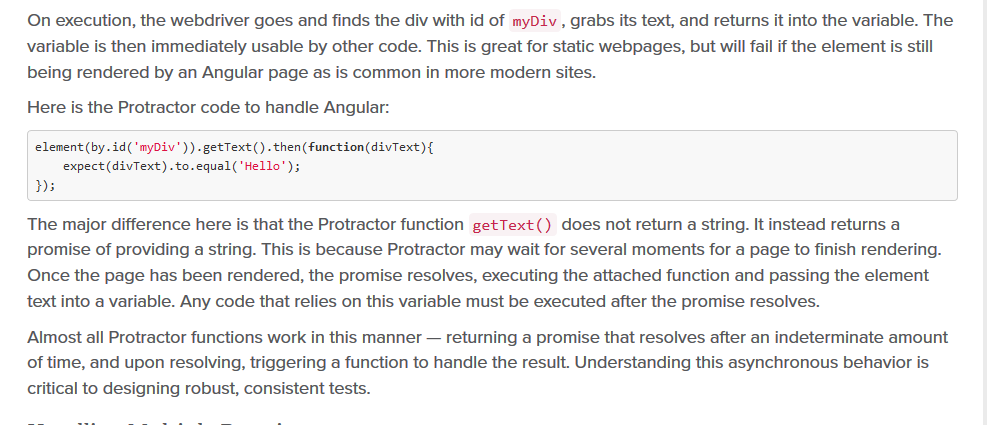 On execution, the webdriver goes and finds the div with id of myDiv , grabs its text, and returns it into the variable. The
variable is then immediately usable by other code. This is great for static webpages, but will fail if the element is still
being rendered by an Angular page as is common in more modern sites.
Here is the Protractor code to handle Angular:
element(by.id('myDiv')).getText().then(function(divText){
    expect(divText).to.equal('Hello');
});
The major difference here is that the Protractor function getText() does not return a string. It instead returns a
promise of providing a string. This is because Protractor may wait for several moments for a page to finish rendering.
Once the page has been rendered, the promise resolves, executing the attached function and passing the element
text into a variable. Any code that relies on this variable must be executed after the promise resolves.
Almost all Protractor functions work in this manner — returning a promise that resolves after an indeterminate amount
of time, and upon resolving, triggering a function to handle the result. Understanding this asynchronous behavior is
critical to designing robust, consistent tests.